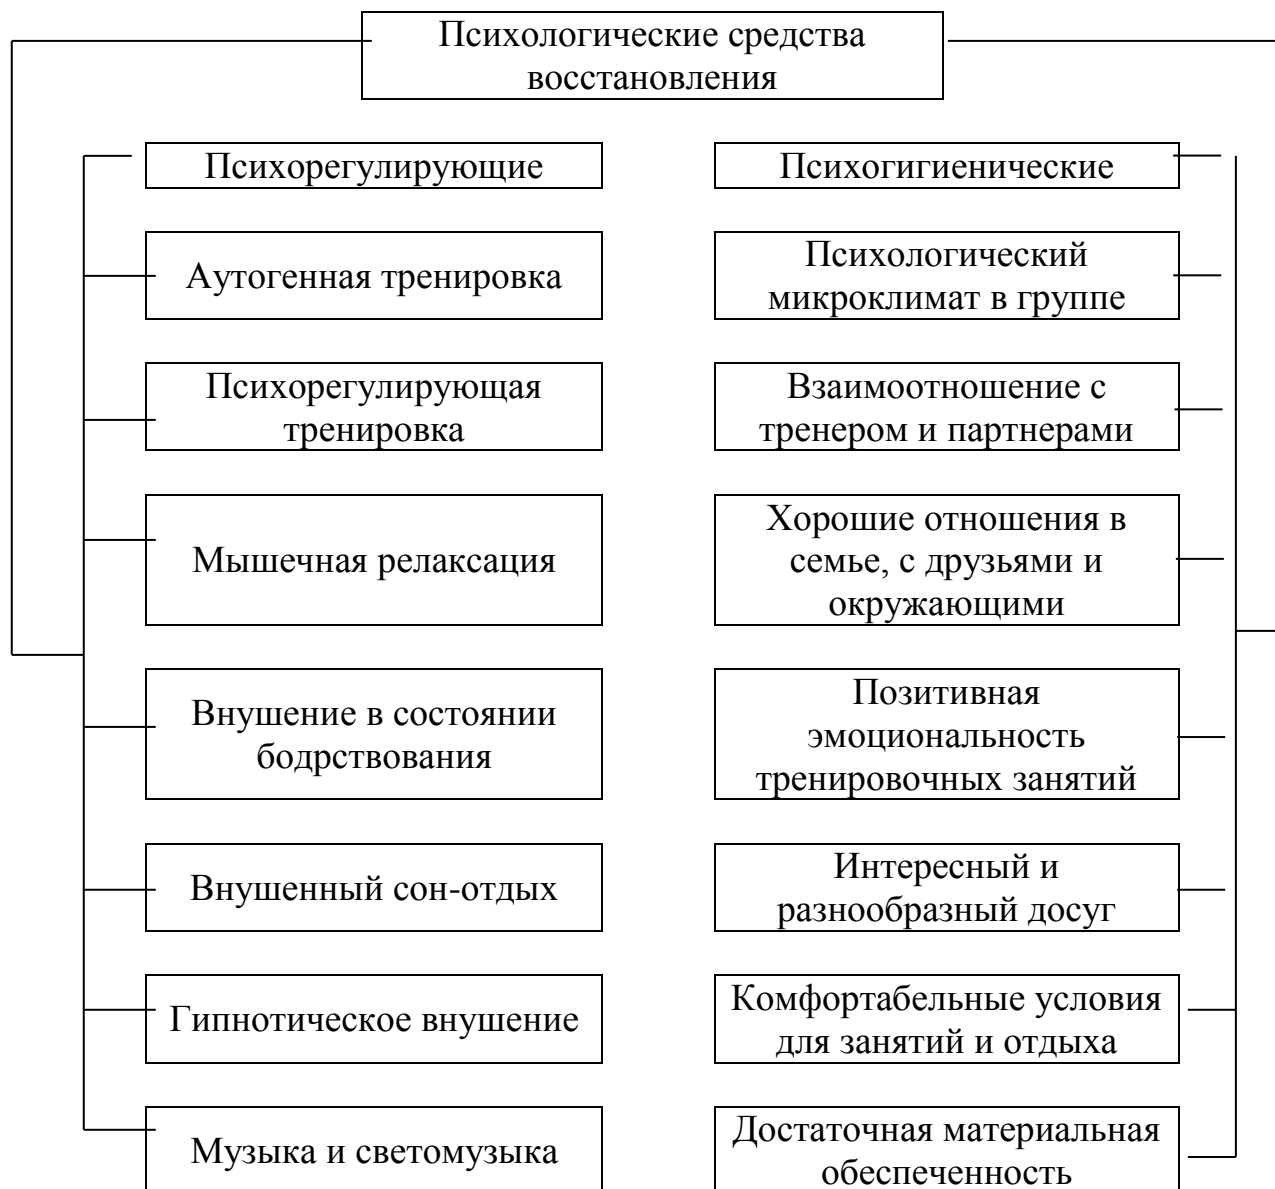 Психологические средства
восстановления
Психорегулирующие
Психогигиенические
Аутогенная тренировка
Психологический
микроклимат в группе
Психорегулирующая
тренировка
Взаимоотношение с
тренером и партнерами
Мышечная релаксация
Хорошие отношения в
семье, с друзьями и
окружающими
Внушение в состоянии
бодрствования
Позитивная
эмоциональность
тренировочных занятий
Внушенный сон-отдых
Интересный и
разнообразный досуг
Гипнотическое внушение
Комфортабельные условия
для занятий и отдыха
Музыка и светомузыка
Достаточная материальная
обеспеченность